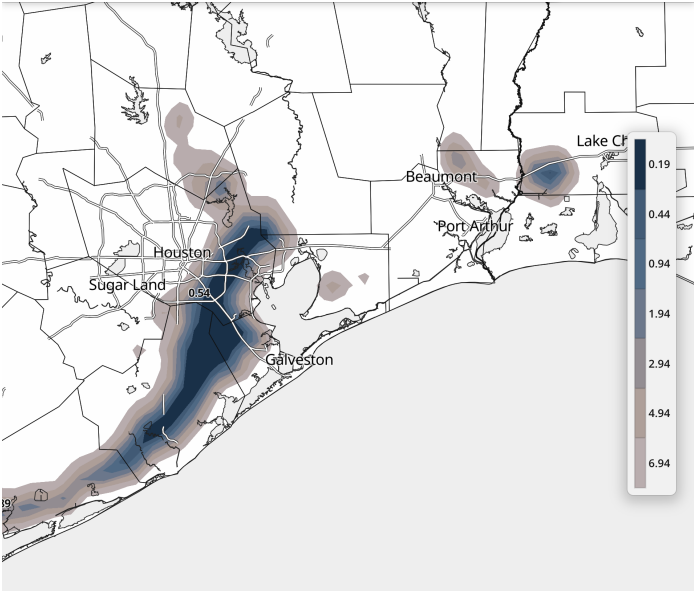 Lake Ch
0.19
Beaumont
0.44
Port Arthur
Houston
0.94
Sugar Land
0.54
1.94
Galveston
2.94
4.94
6.94
39